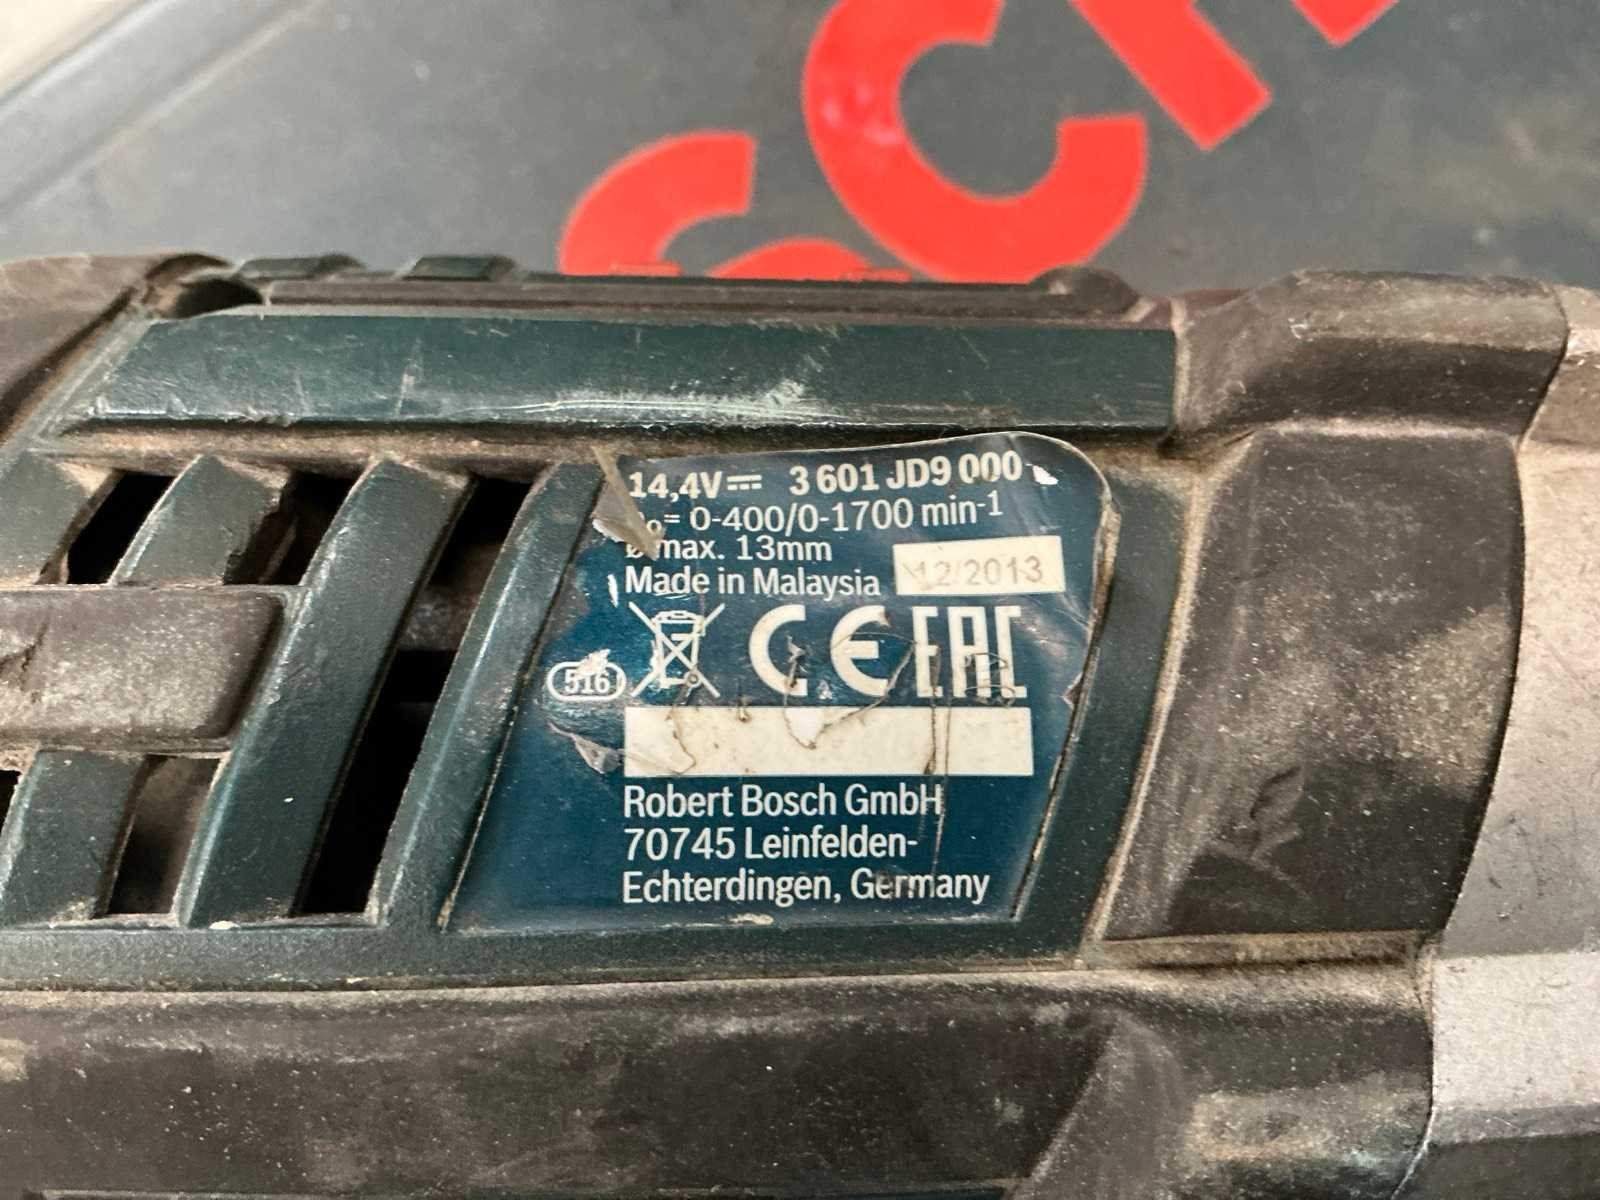 SCH
14,4V⎓ 3 601 JD9 000
0-400/0-1700 min-1
ø max. 13mm
Made in Malaysia 12/2013
CE EAC
516
Robert Bosch GmbH
70745 Leinfelden-
Echterdingen, Germany